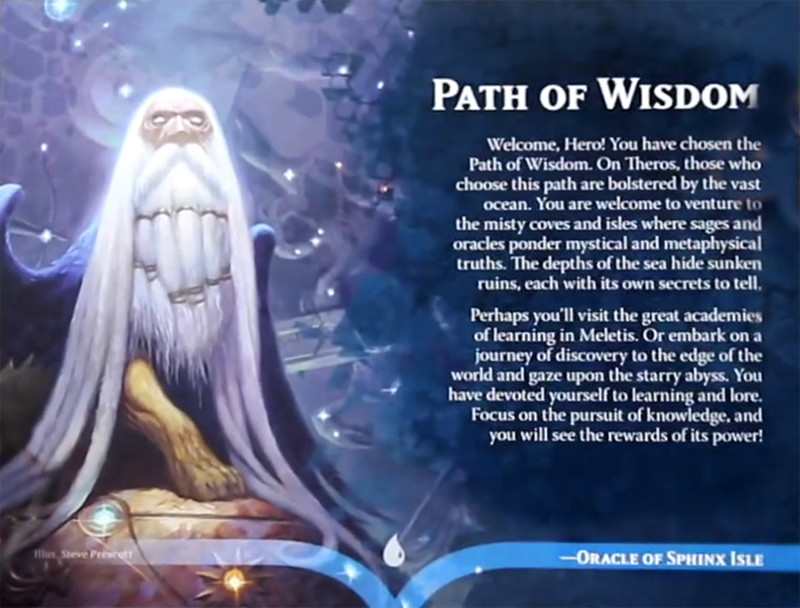 PATH OF WISDOM
Welcome, Hero! You have chosen the
Path of Wisdom. On Theros, those who
choose this path are bolstered by the vast
ocean. You are welcome to venture to
the misty coves and isles where sages and
oracles ponder mystical and metaphysical
truths. The depths of the sea hide sunken
ruins, each with its own secrets to tell.
Perhaps you'll visit the great academies
of learning in Meletis. Or embark on a
journey of discovery to the edge of the
world and gaze upon the starry abyss. You
have devoted yourself to learning and lore.
Focus on the pursuit of knowledge, and
you will see the rewards of its power!
Illus. Steve Prescott
—ORACLE OF SPHINX ISLE